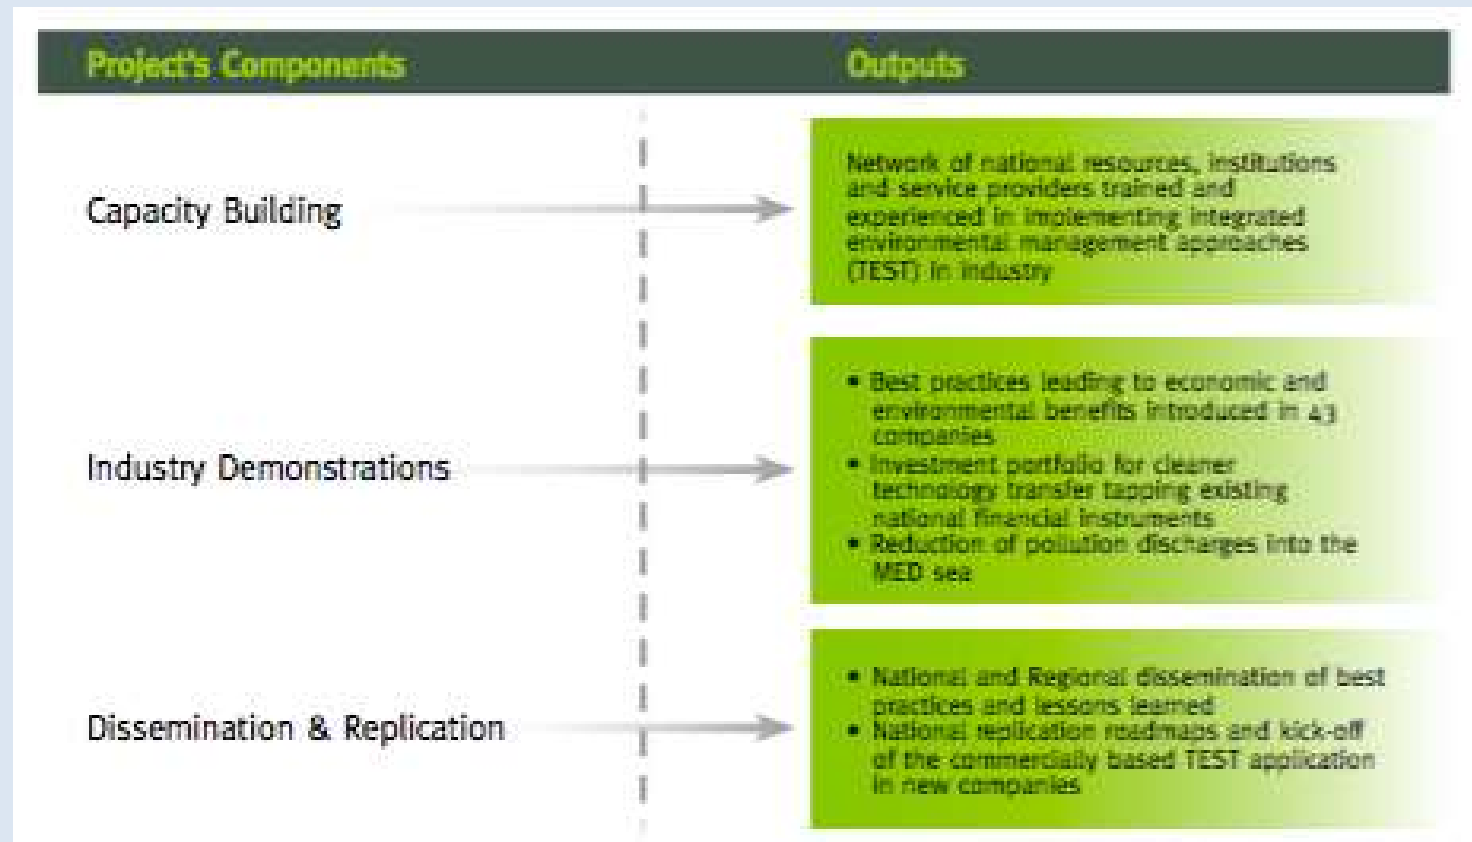 Project's Components
Outputs
Capacity Building
Network of national resources, institutions
and service providers trained and
experienced in implementing integrated
environmental management approaches
(TEST) in industry
Industry Demonstrations
• Best practices leading to economic and
environmental benefits introduced in 43
companies
• Investment portfolio for cleaner
technology transfer tapping existing
national financial instruments
• Reduction of pollution discharges into the
MED sea
Dissemination & Replication
• National and Regional dissemination of best
practices and lessons learned
• National replication roadmaps and kick-off
of the commercially based TEST application
in new companies